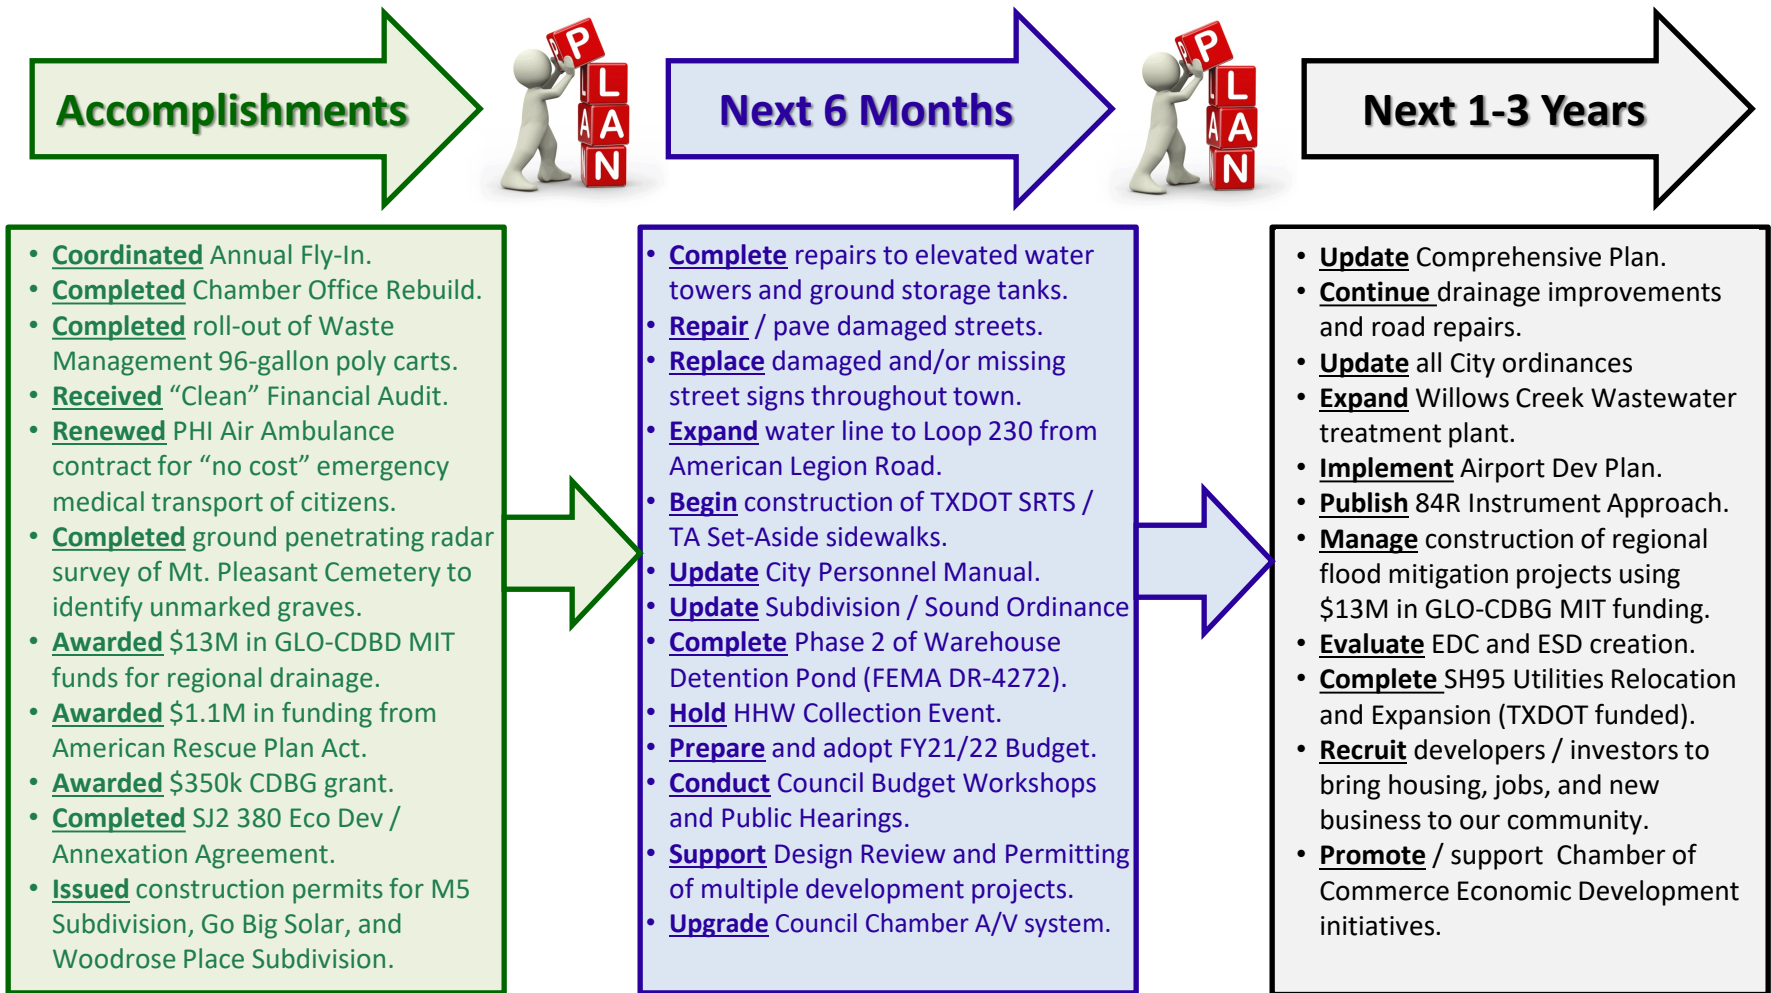 Accomplishments
P
P
L
A A
N
Next 6 Months
P
L
A A
N
Next 1-3 Years
• Coordinated Annual Fly-In.
• Completed Chamber Office Rebuild.
• Completed roll-out of Waste
Management 96-gallon poly carts.
• Received “Clean” Financial Audit.
• Renewed PHI Air Ambulance
contract for “no cost” emergency
medical transport of citizens.
• Completed ground penetrating radar
survey of Mt. Pleasant Cemetery to
identify unmarked graves.
• Awarded $13M in GLO-CDBD MIT
funds for regional drainage.
• Awarded $1.1M in funding from
American Rescue Plan Act.
• Awarded $350k CDBG grant.
• Completed SJ2 380 Eco Dev /
Annexation Agreement.
• Issued construction permits for M5
Subdivision, Go Big Solar, and
Woodrose Place Subdivision.
• Complete repairs to elevated water
towers and ground storage tanks.
• Repair / pave damaged streets.
• Replace damaged and/or missing
street signs throughout town.
• Expand water line to Loop 230 from
American Legion Road.
• Begin construction of TXDOT SRTS /
TA Set-Aside sidewalks.
• Update City Personnel Manual.
• Update Subdivision / Sound Ordinance
• Complete Phase 2 of Warehouse
Detention Pond (FEMA DR-4272).
• Hold HHW Collection Event.
• Prepare and adopt FY21/22 Budget.
• Conduct Council Budget Workshops
and Public Hearings.
• Support Design Review and Permitting
of multiple development projects.
• Upgrade Council Chamber A/V system.
• Update Comprehensive Plan.
• Continue drainage improvements
and road repairs.
• Update all City ordinances
• Expand Willows Creek Wastewater
treatment plant.
• Implement Airport Dev Plan.
• Publish 84R Instrument Approach.
• Manage construction of regional
flood mitigation projects using
$13M in GLO-CDBG MIT funding.
• Evaluate EDC and ESD creation.
• Complete SH95 Utilities Relocation
and Expansion (TXDOT funded).
• Recruit developers / investors to
bring housing, jobs, and new
business to our community.
• Promote / support Chamber of
Commerce Economic Development
initiatives.